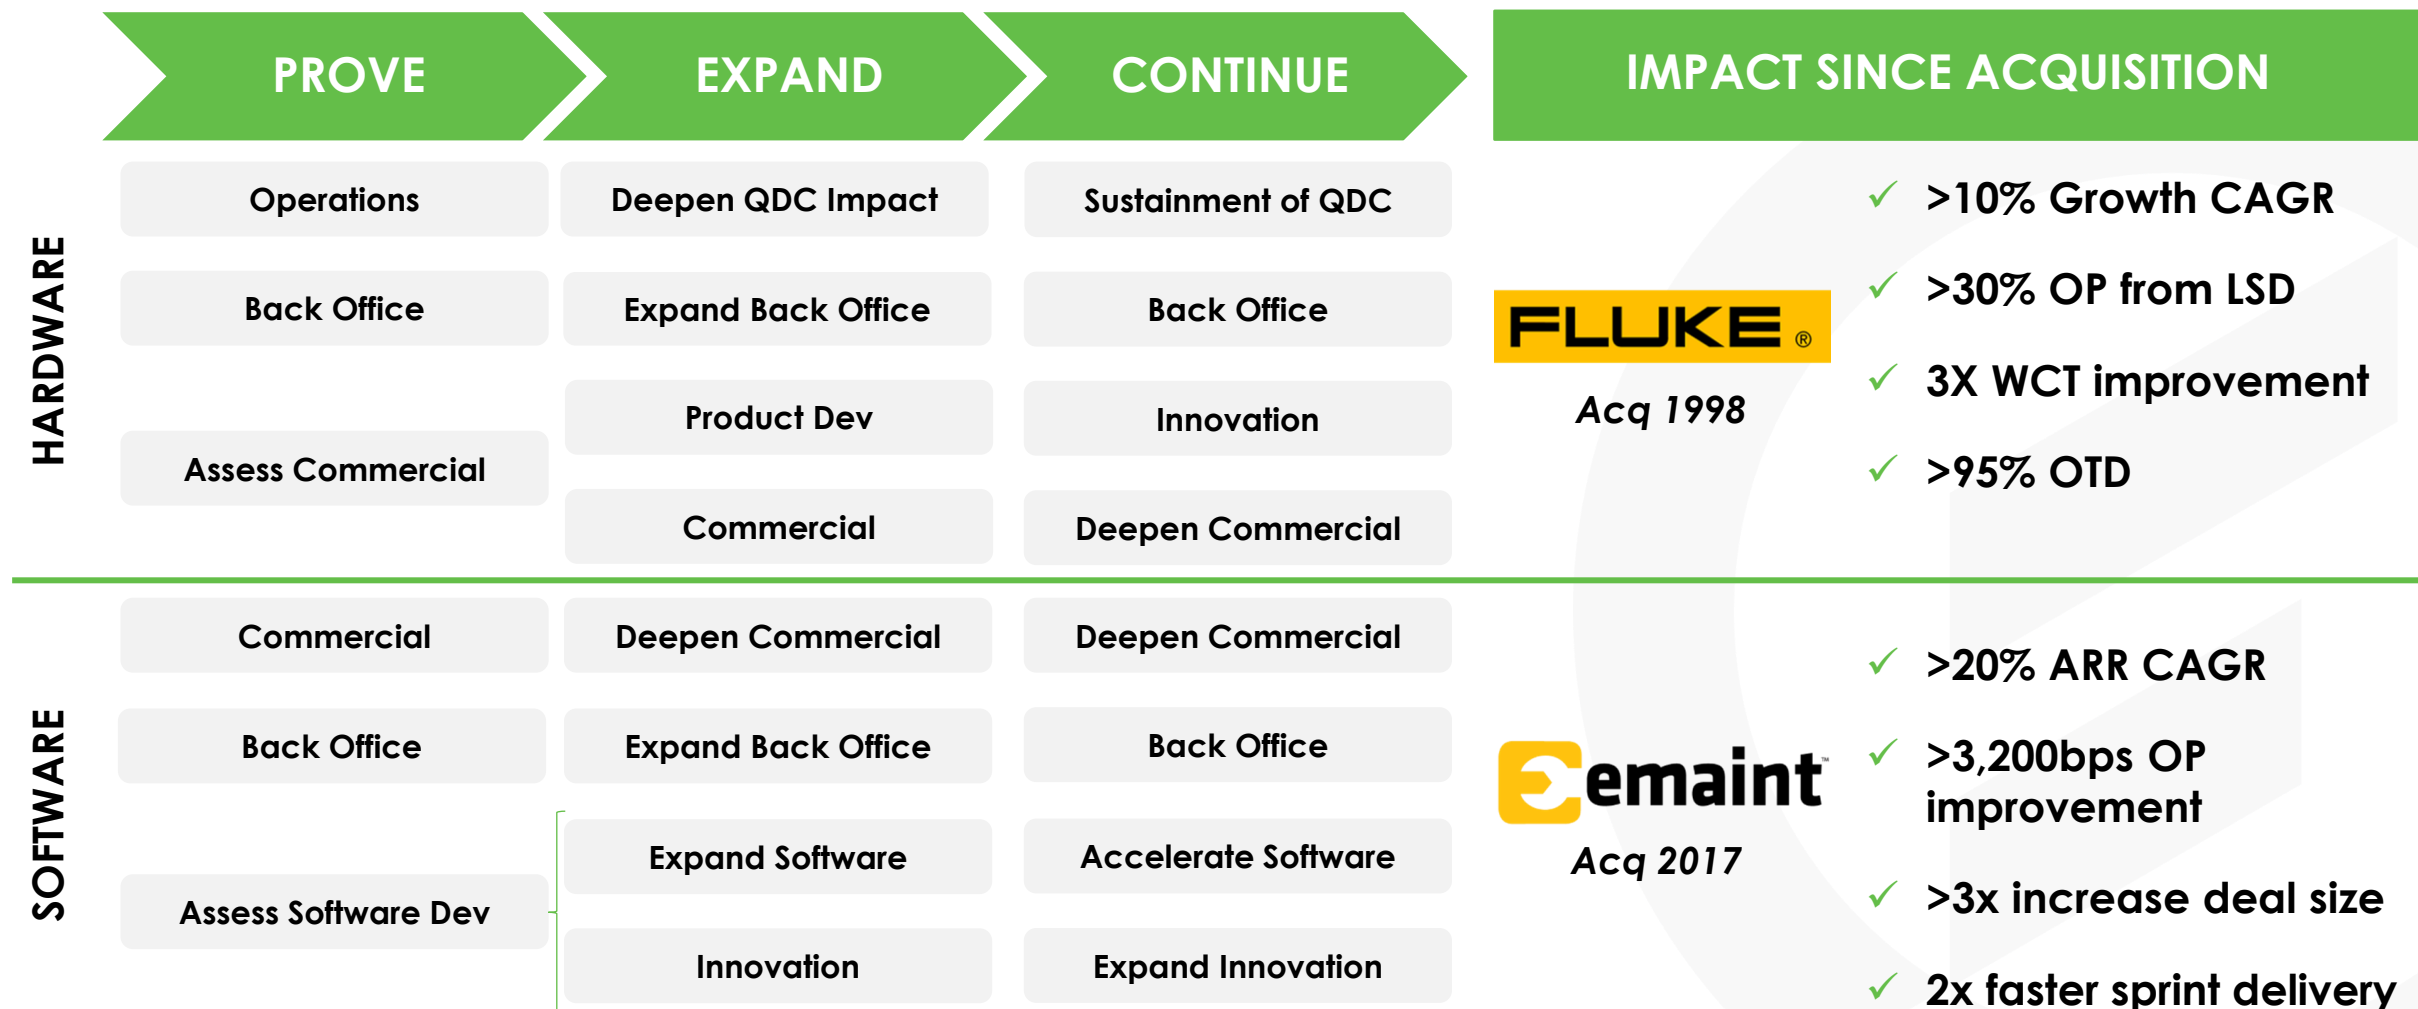 PROVE
EXPAND
CONTINUE
IMPACT SINCE ACQUISITION
HARDWARE
Operations
Deepen QDC Impact
Sustainment of QDC
Back Office
Expand Back Office
Back Office
Assess Commercial
Product Dev
Innovation
Commercial
Deepen Commercial
FLUKE ®
Acq 1998
>10% Growth CAGR
>30% OP from LSD
3X WCT improvement
>95% OTD
SOFTWARE
Commercial
Deepen Commercial
Deepen Commercial
Back Office
Expand Back Office
Back Office
Assess Software Dev
Expand Software
Accelerate Software
Innovation
Expand Innovation
emaint™
Acq 2017
>20% ARR CAGR
>3,200bps OP
improvement
>3x increase deal size
2x faster sprint delivery